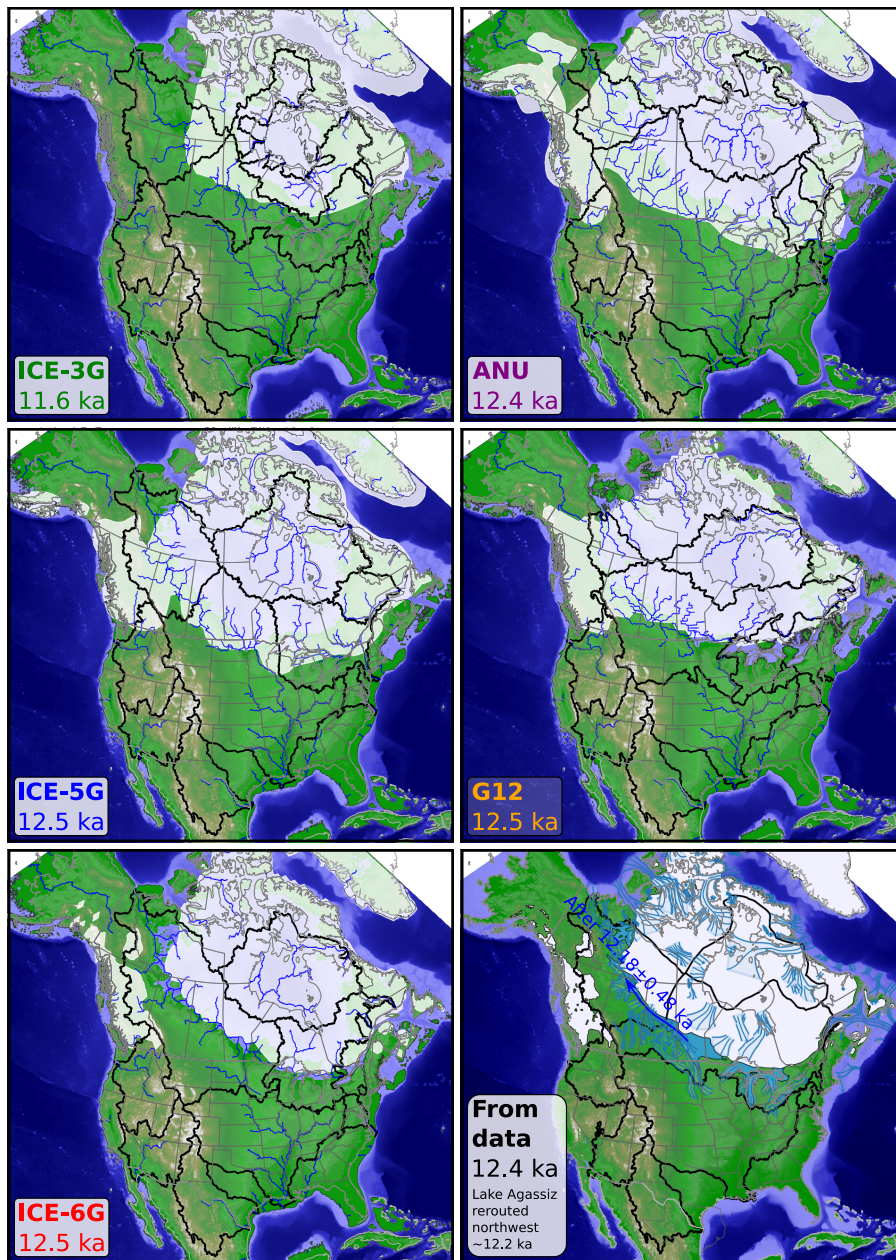 ICE-3G
11.6 ka
ANU
12.4 ka
ICE-5G
12.5 ka
G12
12.5 ka
ICE-6G
12.5 ka
After 12.18±0.48 ka
From
data
12.4 ka
Lake Agassiz
rerouted
northwest
~12.2 ka